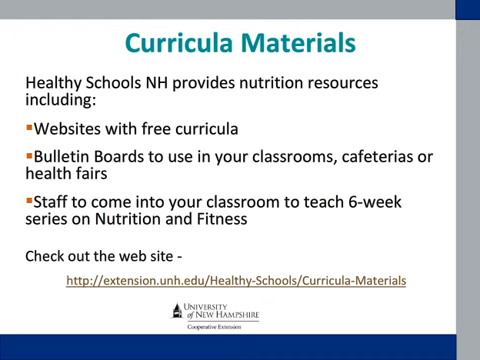 Curricula Materials
Healthy Schools NH provides nutrition resources
including:
▪Websites with free curricula
▪Bulletin Boards to use in your classrooms, cafeterias or
health fairs
▪Staff to come into your classroom to teach 6-week
series on Nutrition and Fitness
Check out the web site -
http://extension.unh.edu/Healthy-Schools/Curricula-Materials
UNIVERSITY
OF NEW HAMPSHIRE
Cooperative Extension